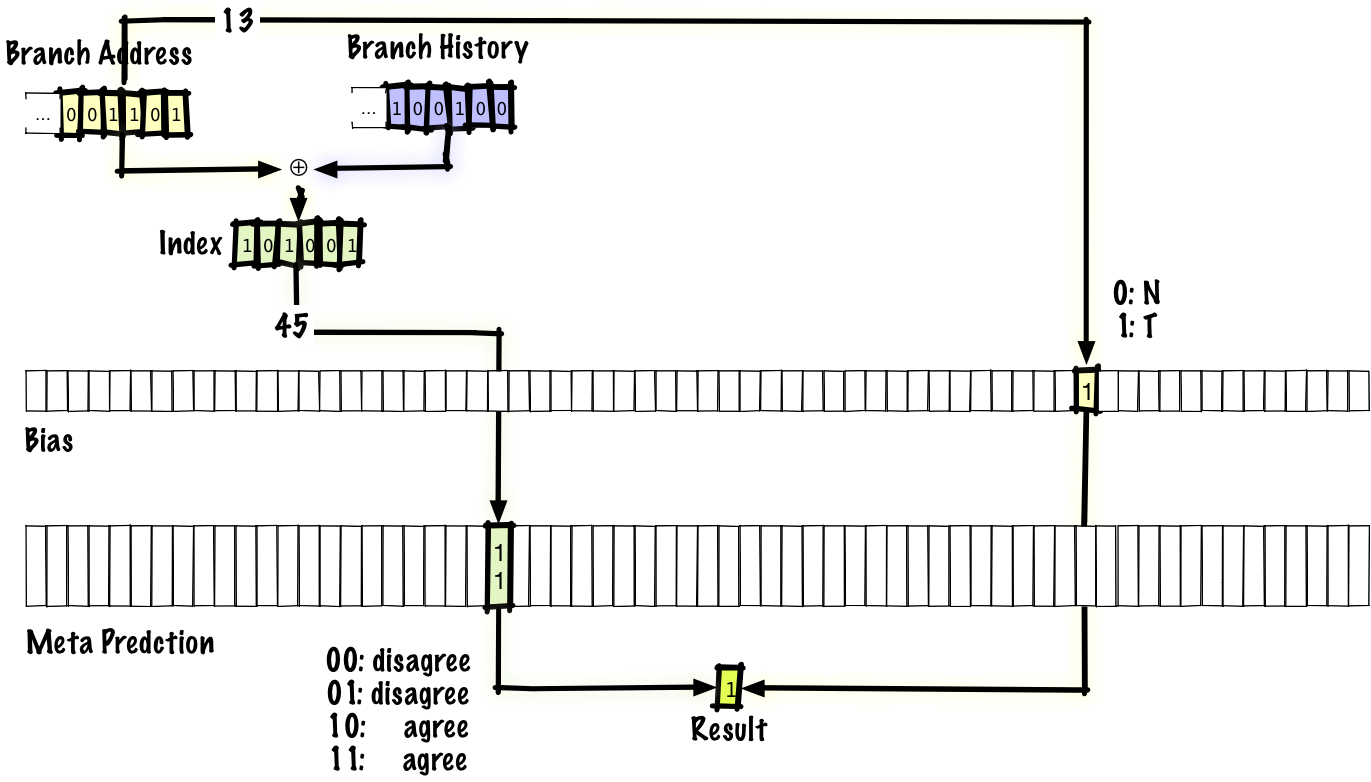 13
Branch Address
Branch History
... 0 0 1 1 0 1
... 1 0 0 1 0 0
⊕
Index 1 0 1 0 0 1
45
0: N
1: T
1
Bias
1
1
Meta Predction
00: disagree
01: disagree
10: agree
11: agree
1
Result